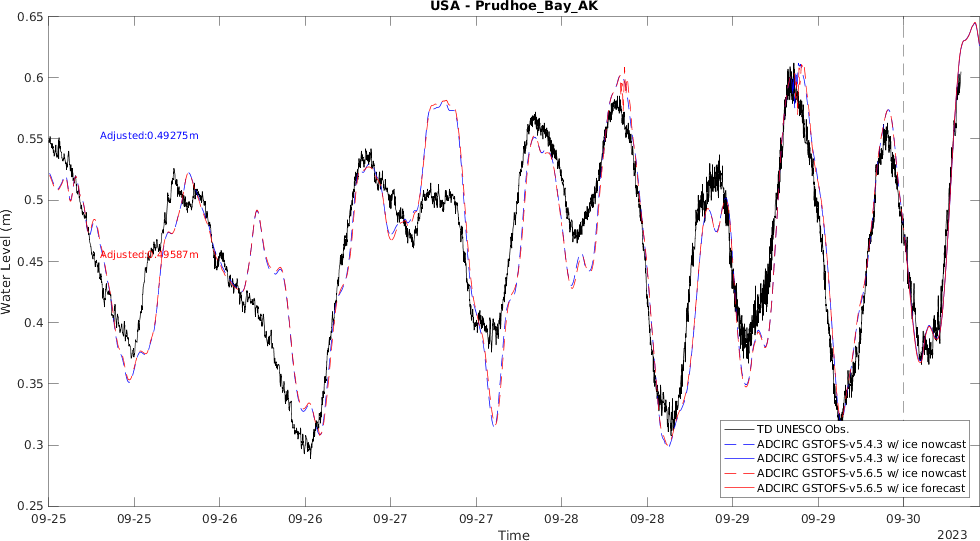 USA - Prudhoe_Bay_AK
0.65
0.6
0.55
0.5
0.45
0.4
0.35
0.3
0.25
Water Level (m)
Adjusted:0.49275m
Adjusted:0.49587m
TD UNESCO Obs.
ADCIRC GSTOFS-v5.4.3 w/ ice nowcast
ADCIRC GSTOFS-v5.4.3 w/ ice forecast
ADCIRC GSTOFS-v5.6.5 w/ ice nowcast
ADCIRC GSTOFS-v5.6.5 w/ ice forecast
09-25 09-25 09-26 09-26 09-27 09-27 09-28 09-28 09-29 09-29 09-30
Time
2023